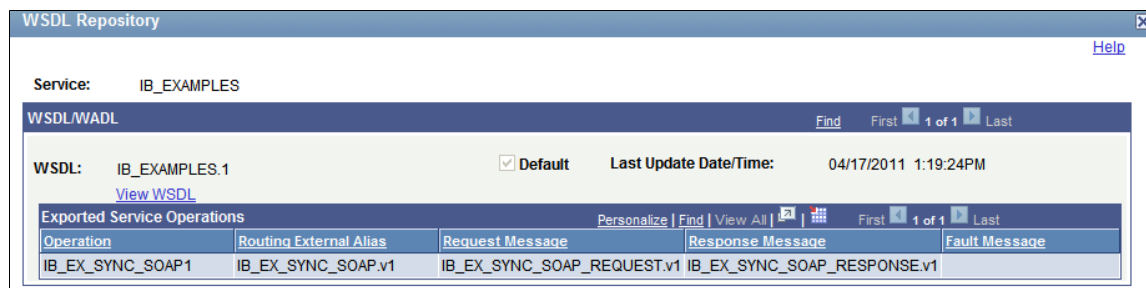 WSDL Repository
Help
Service: IB_EXAMPLES
WSDL/WADL Find First 1 of 1 Last
WSDL: IB_EXAMPLES.1 Default Last Update Date/Time: 04/17/2011 1:19:24PM
View WSDL
Exported Service Operations Personalize | Find | View All | | First 1 of 1 Last
Operation Routing External Alias Request Message Response Message Fault Message
IB_EX_SYNC_SOAP1 IB_EX_SYNC_SOAP.v1 IB_EX_SYNC_SOAP_REQUEST.v1 IB_EX_SYNC_SOAP_RESPONSE.v1